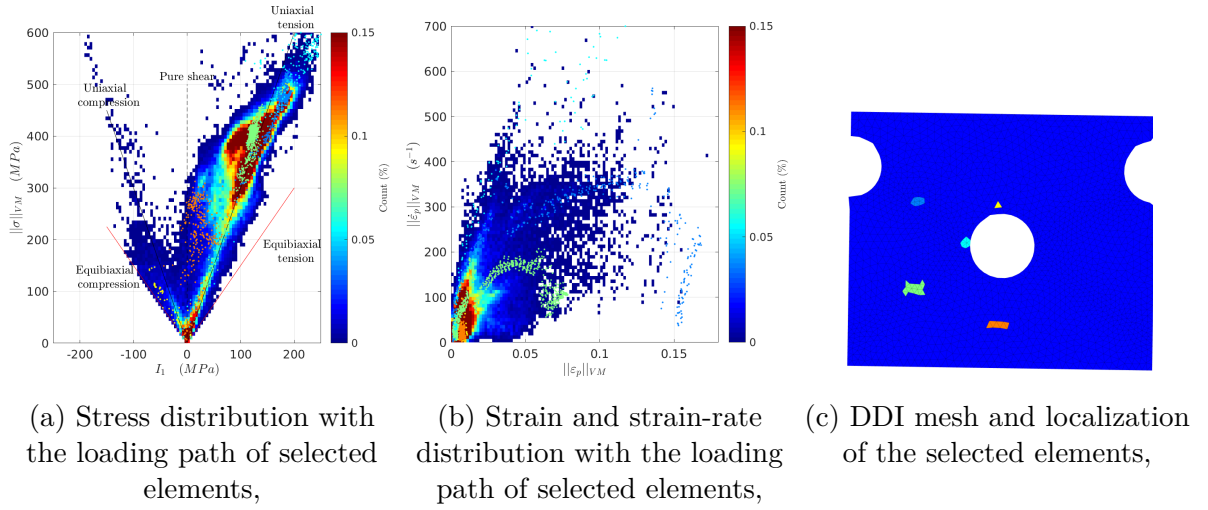 Uniaxial
tension
Pure shear
Uniaxial
compression
Equibiaxial
compression
Equibiaxial
tension
600
500
400
300
200
100
0
-200 -100 0 100 200
I₁ (MPa)
||σ||VM (MPa)
0.15
0.1
0.05
0
Count (%)
700
600
500
400
300
200
100
0
0 0.05 0.1 0.15
||εp||VM
||ε̇p||VM (s⁻¹)
0.15
0.1
0.05
0
Count (%)
(a) Stress distribution with
the loading path of selected
elements,
(b) Strain and strain-rate
distribution with the loading
path of selected elements,
(c) DDI mesh and localization
of the selected elements,